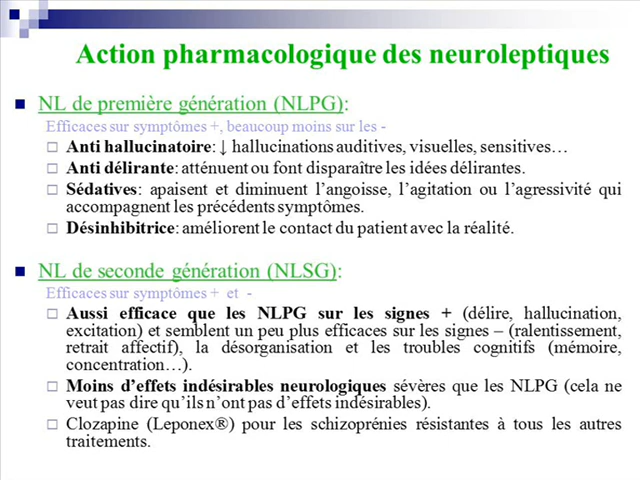 Action pharmacologique des neuroleptiques
NL de première génération (NLPG):
Efficaces sur symptômes +, beaucoup moins sur les -
Anti hallucinatoire: ↓ hallucinations auditives, visuelles, sensitives…
Anti délirante: atténuent ou font disparaître les idées délirantes.
Sédatives: apaisent et diminuent l’angoisse, l’agitation ou l’agressivité qui
accompagnent les précédents symptômes.
Désinhibitrice: améliorent le contact du patient avec la réalité.
NL de seconde génération (NLSG):
Efficaces sur symptômes + et -
Aussi efficace que les NLPG sur les signes + (délire, hallucination,
excitation) et semblent un peu plus efficaces sur les signes – (ralentissement,
retrait affectif), la désorganisation et les troubles cognitifs (mémoire,
concentration…).
Moins d’effets indésirables neurologiques sévères que les NLPG (cela ne
veut pas dire qu’ils n’ont pas d’effets indésirables).
Clozapine (Leponex®) pour les schizoprénies résistantes à tous les autres
traitements.